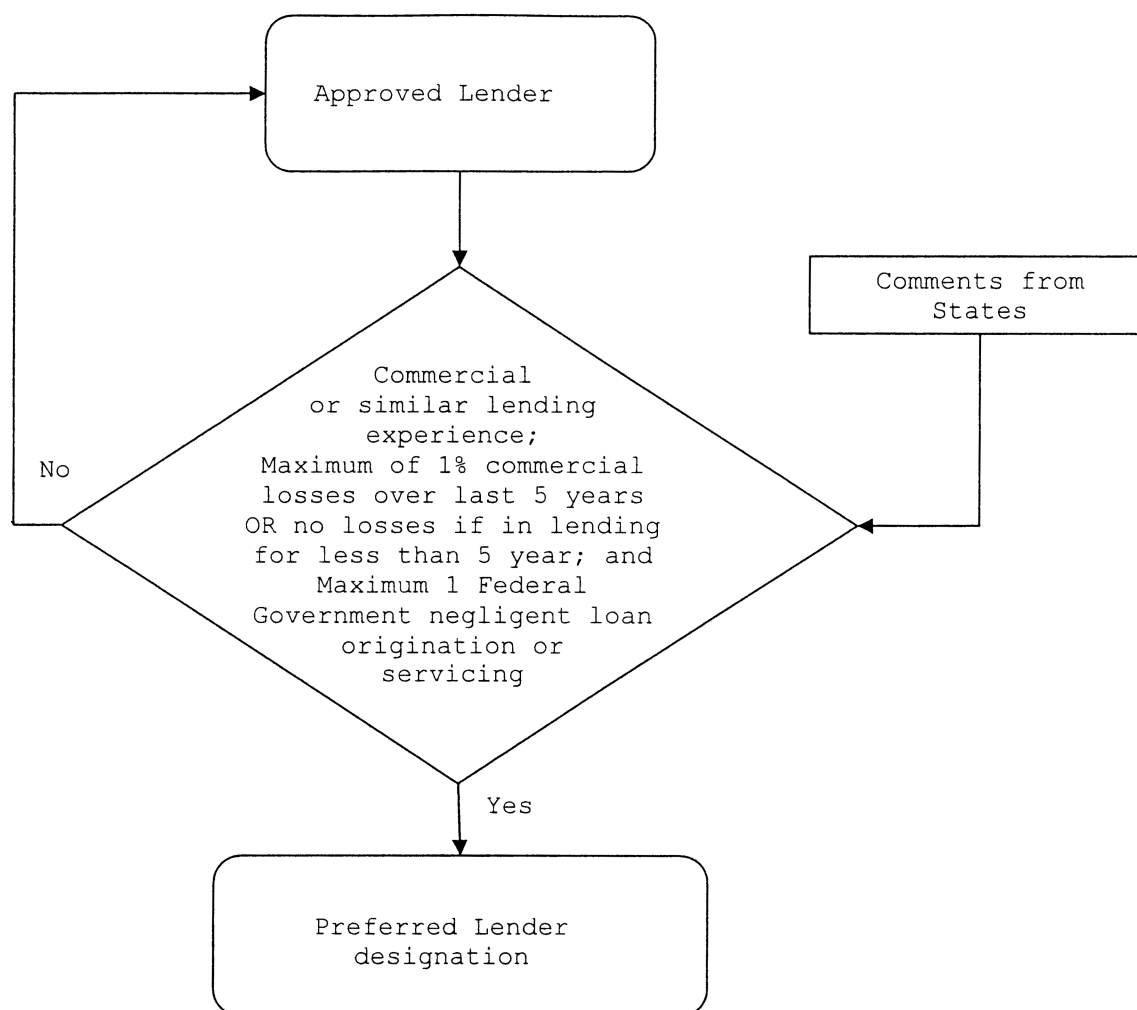 Approved Lender
Comments from
States
Commercial
or similar lending
experience;
Maximum of 1% commercial
losses over last 5 years
OR no losses if in lending
for less than 5 year; and
Maximum 1 Federal
Government negligent loan
origination or
servicing
No
Yes
Preferred Lender
designation